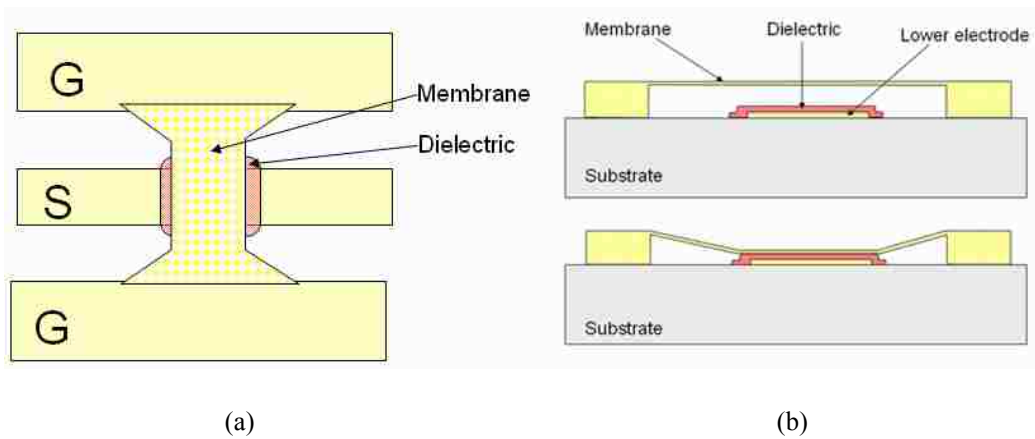 G
Membrane
Dielectric
S
G
(a)
Membrane
Dielectric
Lower electrode
Substrate
Substrate
(b)